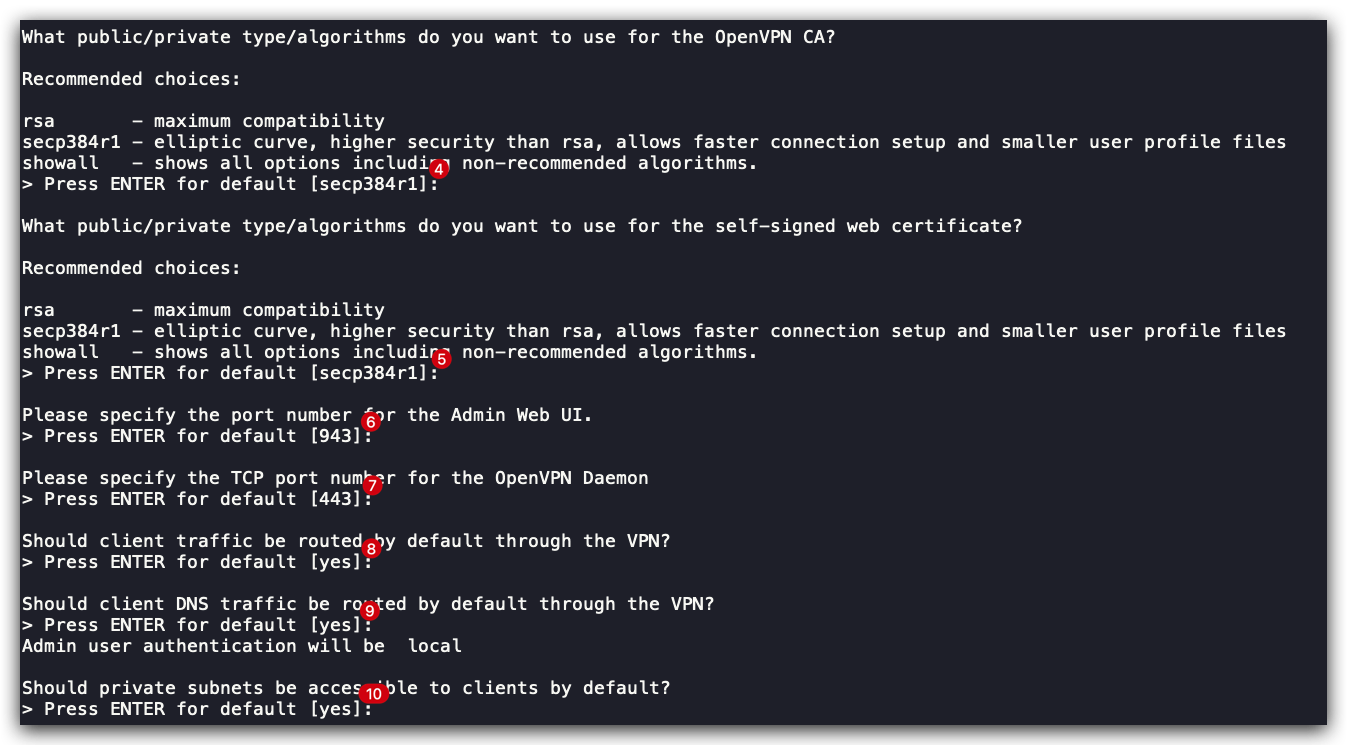 What public/private type/algorithms do you want to use for the OpenVPN CA?
Recommended choices:
rsa       - maximum compatibility
secp384r1 - elliptic curve, higher security than rsa, allows faster connection setup and smaller user profile files
showall   - shows all options including non-recommended algorithms.
4
> Press ENTER for default [secp384r1]:
What public/private type/algorithms do you want to use for the self-signed web certificate?
Recommended choices:
rsa       - maximum compatibility
secp384r1 - elliptic curve, higher security than rsa, allows faster connection setup and smaller user profile files
showall   - shows all options including non-recommended algorithms.
5
> Press ENTER for default [secp384r1]:
Please specify the port number for the Admin Web UI.
6
> Press ENTER for default [943]:
Please specify the TCP port number for the OpenVPN Daemon
7
> Press ENTER for default [443]:
Should client traffic be routed by default through the VPN?
8
> Press ENTER for default [yes]:
Should client DNS traffic be routed by default through the VPN?
9
> Press ENTER for default [yes]:
Admin user authentication will be  local
Should private subnets be accessible to clients by default?
10
> Press ENTER for default [yes]: